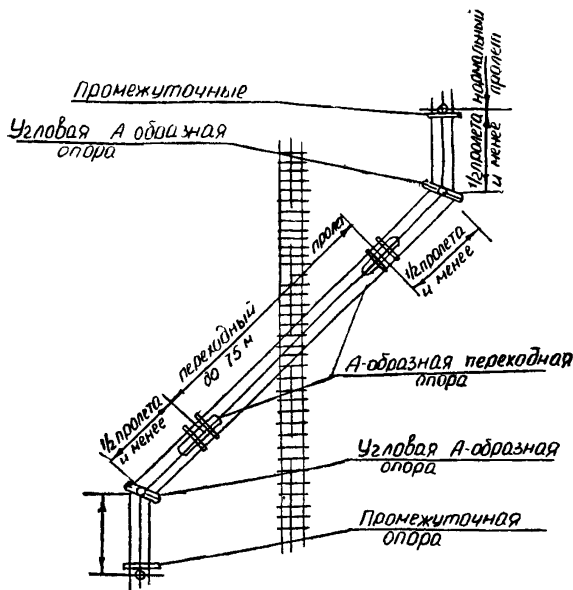 Промежуточные
Угловая А образная
опора
нормальный
пролет
1/2 пролета
и менее
пролет
1/2 пролета
и менее
переходный
до 75 м
А-образная переходная
опора
1/2 пролета
и менее
Угловая А-образная
опора
Промежуточная
опора